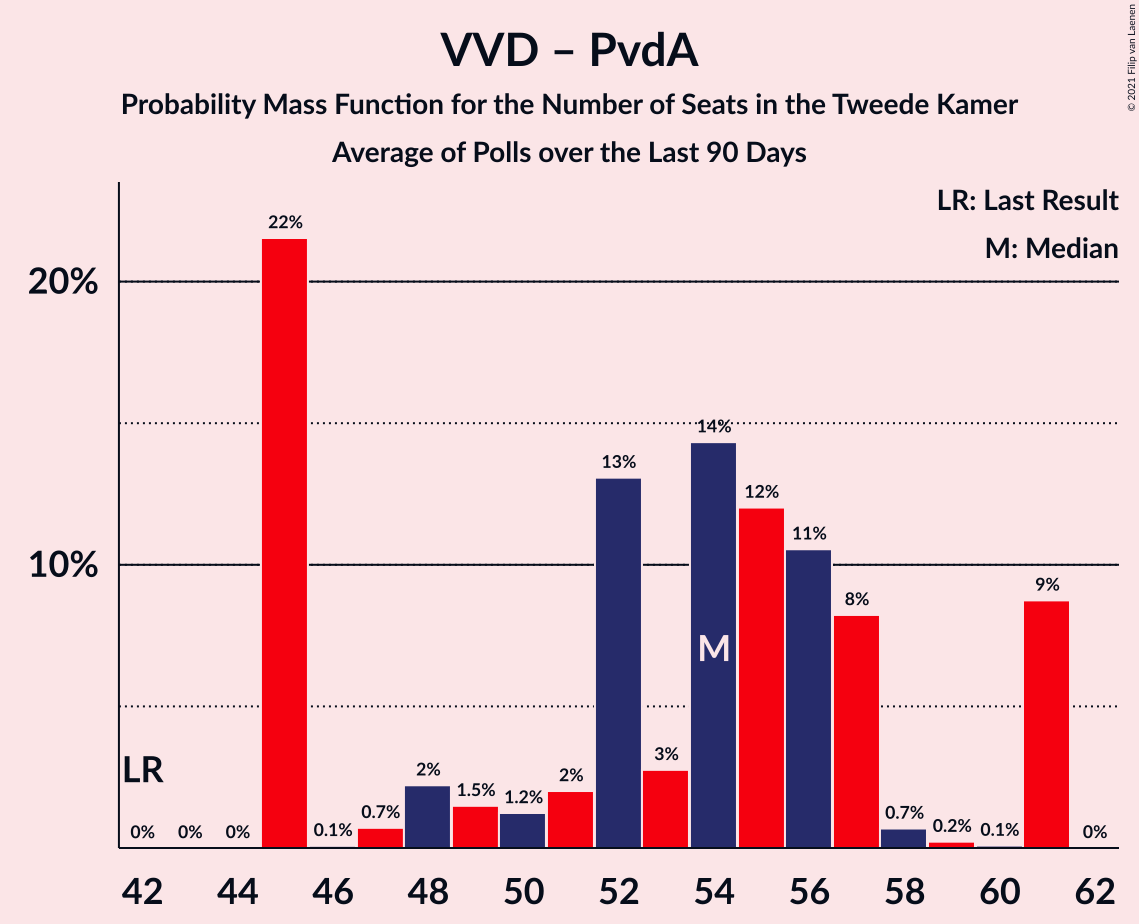 VVD – PvdA
Probability Mass Function for the Number of Seats in the Tweede Kamer
Average of Polls over the Last 90 Days
© 2021 Filip van Laenen
LR: Last Result
M: Median
20%
10%
22%
14%
13%
12%
11%
9%
8%
3%
2%
2%
1.5%
1.2%
0.7%
0.7%
0.2%
0.1%
0.1%
0%
0%
0%
0%
LR
M
42 44 46 48 50 52 54 56 58 60 62